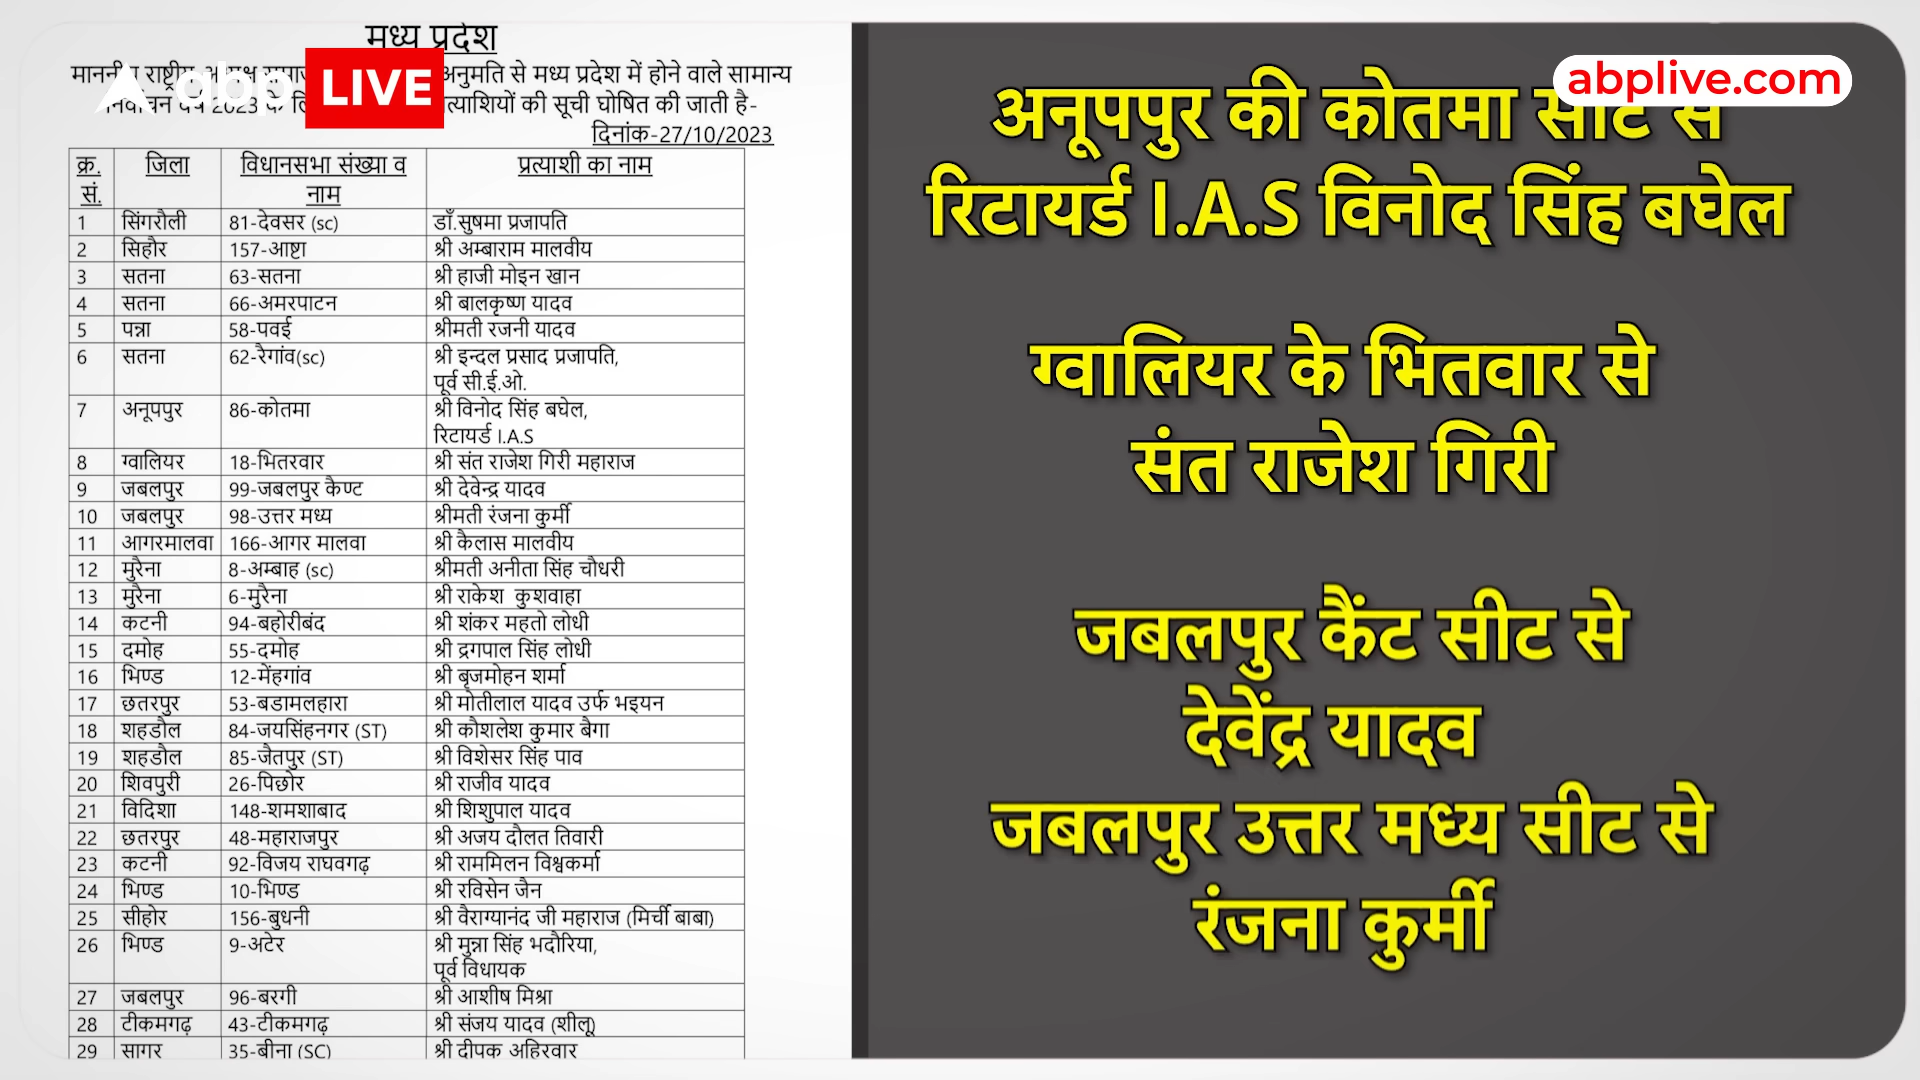 मध्य प्रदेश
माननीय राष्ट्रीय अध्यक्ष अनुमति से मध्य प्रदेश में होने वाले सामान्य
निर्वाचन वर्ष 2023 के की सूची घोषित की जाती है-
दिनांक-27/10/2023
abp LIVE
क्र. सं. जिला विधानसभा संख्या व नाम प्रत्याशी का नाम
1 सिंगरौली 81-देवसर (sc) डॉ.सुषमा प्रजापति
2 सिहौर 157-आष्टा श्री अम्बाराम मालवीय
3 सतना 63-सतना श्री हाजी मोइन खान
4 सतना 66-अमरपाटन श्री बालकृष्ण यादव
5 पन्ना 58-पवई श्रीमती रजनी यादव
6 सतना 62-रैगांव(sc) श्री इन्दल प्रसाद प्रजापति,
पूर्व सी.ई.ओ.
7 अनूपपुर 86-कोतमा श्री विनोद सिंह बघेल,
रिटायर्ड I.A.S
8 ग्वालियर 18-भितरवार श्री संत राजेश गिरी महाराज
9 जबलपुर 99-जबलपुर कैण्ट श्री देवेन्द्र यादव
10 जबलपुर 98-उत्तर मध्य श्रीमती रंजना कुर्मी
11 आगरमालवा 166-आगर मालवा श्री कैलास मालवीय
12 मुरैना 8-अम्बाह (sc) श्रीमती अनीता सिंह चौधरी
13 मुरैना 6-मुरैना श्री राकेश कुशवाहा
14 कटनी 94-बहोरीबंद श्री शंकर महतो लोधी
15 दमोह 55-दमोह श्री द्रगपाल सिंह लोधी
16 भिण्ड 12-मेंहगांव श्री बृजमोहन शर्मा
17 छतरपुर 53-बडामलहारा श्री मोतीलाल यादव उर्फ भइयन
18 शहडौल 84-जयसिंहनगर (ST) श्री कौशलेश कुमार बैगा
19 शहडौल 85-जैतपुर (ST) श्री विशेसर सिंह पाव
20 शिवपुरी 26-पिछोर श्री राजीव यादव
21 विदिशा 148-शमशाबाद श्री शिशुपाल यादव
22 छतरपुर 48-महाराजपुर श्री अजय दौलत तिवारी
23 कटनी 92-विजय राघवगढ़ श्री राममिलन विश्वकर्मा
24 भिण्ड 10-भिण्ड श्री रविसेन जैन
25 सीहोर 156-बुधनी श्री वैराग्यानंद जी महाराज (मिर्ची बाबा)
26 भिण्ड 9-अटेर श्री मुन्ना सिंह भदौरिया,
पूर्व विधायक
27 जबलपुर 96-बरगी श्री आशीष मिश्रा
28 टीकमगढ़ 43-टीकमगढ़ श्री संजय यादव (शीलू)
29 सागर 35-बीना (SC) श्री दीपक अहिरवार
abplive.com
अनूपपुर की कोतमा सीट से
रिटायर्ड I.A.S विनोद सिंह बघेल
ग्वालियर के भितवार से
संत राजेश गिरी
जबलपुर कैंट सीट से
देवेंद्र यादव
जबलपुर उत्तर मध्य सीट से
रंजना कुर्मी